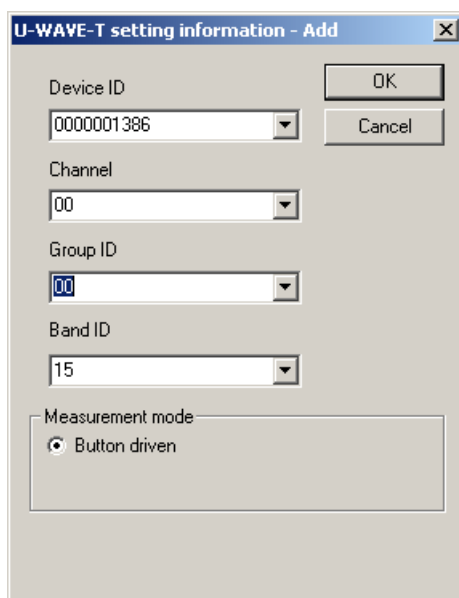 U-WAVE-T setting information - Add
Device ID
OK
0000001386
Cancel
Channel
00
Group ID
00
Band ID
15
Measurement mode
Button driven